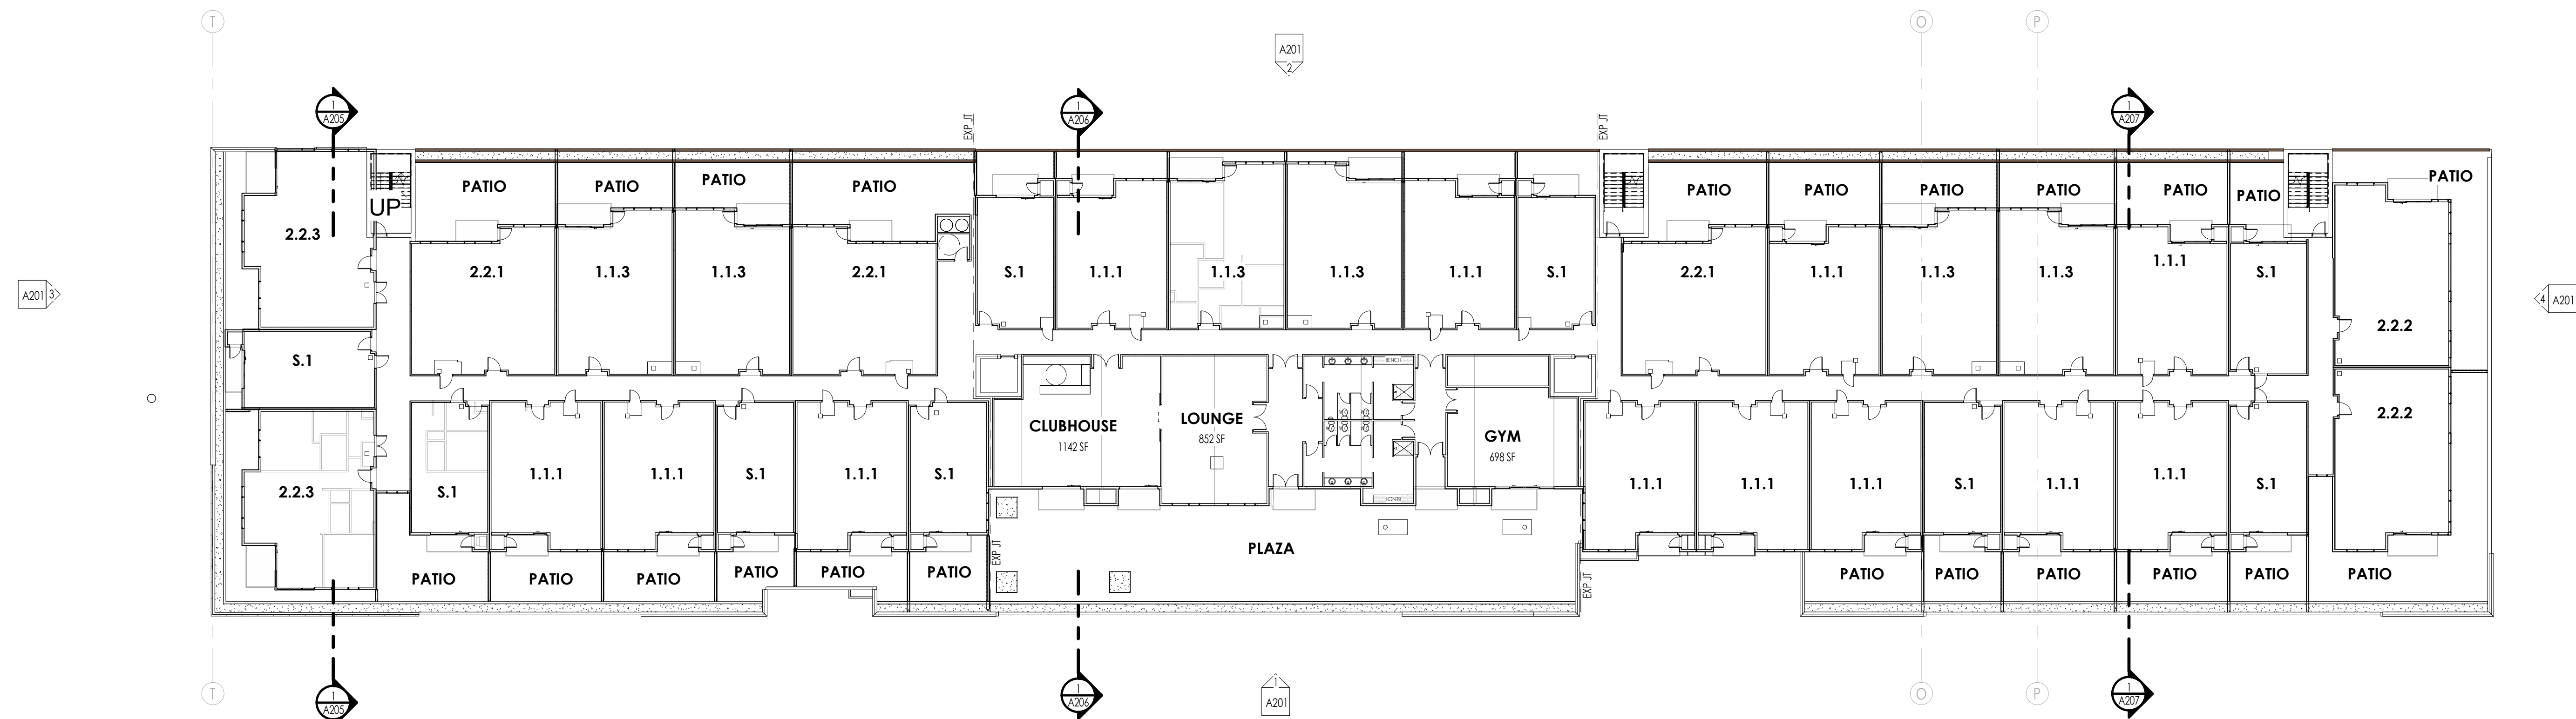 T
O
P
A201
2
1
A205
1
A206
1
A207
EXP JT
EXP JT
PATIO
PATIO
PATIO
PATIO
PATIO
PATIO
PATIO
PATIO
PATIO
PATIO
PATIO
UP
2.2.3
2.2.1
1.1.3
1.1.3
2.2.1
S.1
1.1.1
1.1.3
1.1.3
1.1.1
S.1
2.2.1
1.1.1
1.1.3
1.1.3
1.1.1
S.1
A201
3
4
A201
2.2.2
S.1
BENCH
2.2.2
CLUBHOUSE
1142 SF
LOUNGE
852 SF
GYM
698 SF
2.2.3
S.1
1.1.1
1.1.1
S.1
1.1.1
S.1
1.1.1
1.1.1
1.1.1
S.1
1.1.1
1.1.1
S.1
BENCH
PLAZA
EXP JT
EXP JT
PATIO
PATIO
PATIO
PATIO
PATIO
PATIO
PATIO
PATIO
PATIO
PATIO
PATIO
PATIO
T
1
A205
1
A206
1
A201
O
P
1
A207